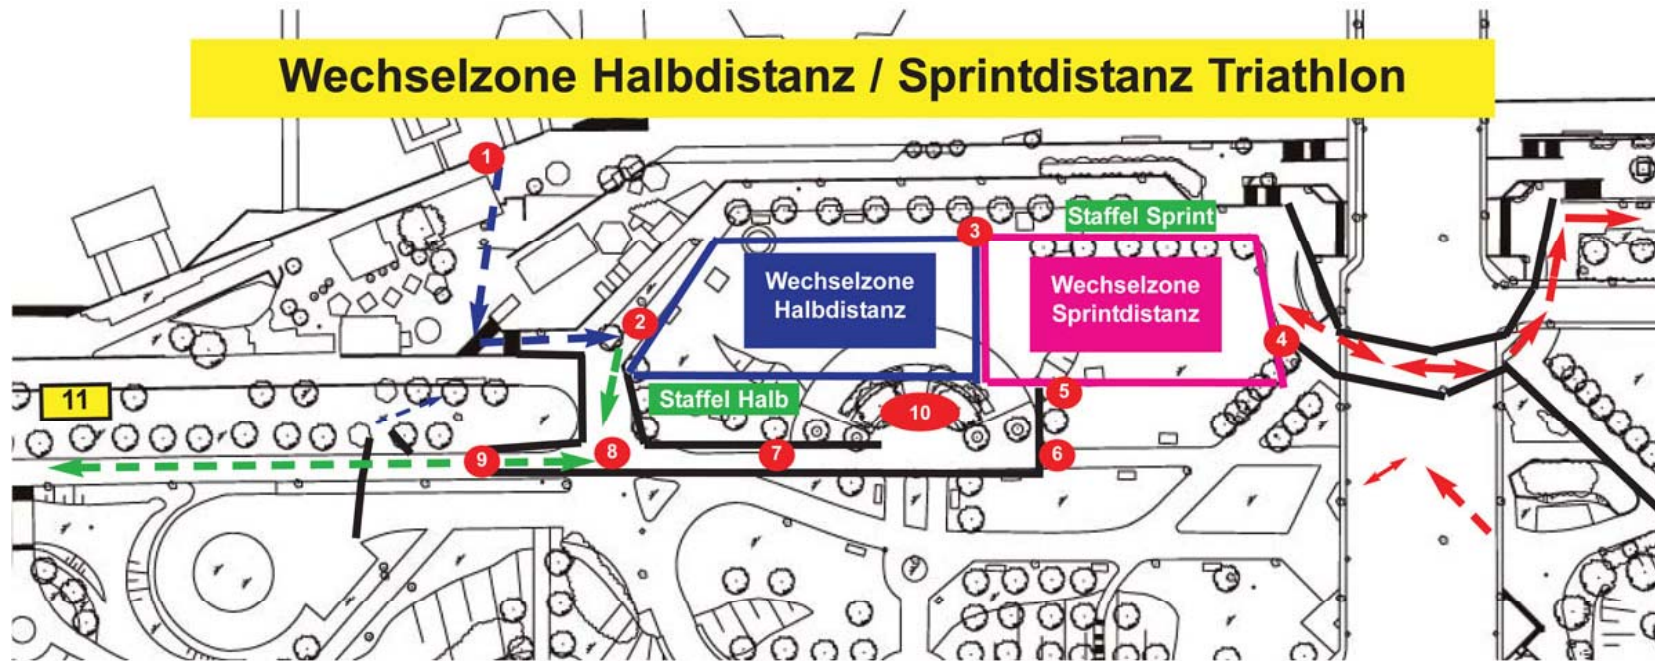 Wechselzone Halbdistanz / Sprintdistanz Triathlon
1
Staffel Sprint
3
Wechselzone
Halbdistanz
Wechselzone
Sprintdistanz
2
4
11
Staffel Halb
5
10
9
8
7
6